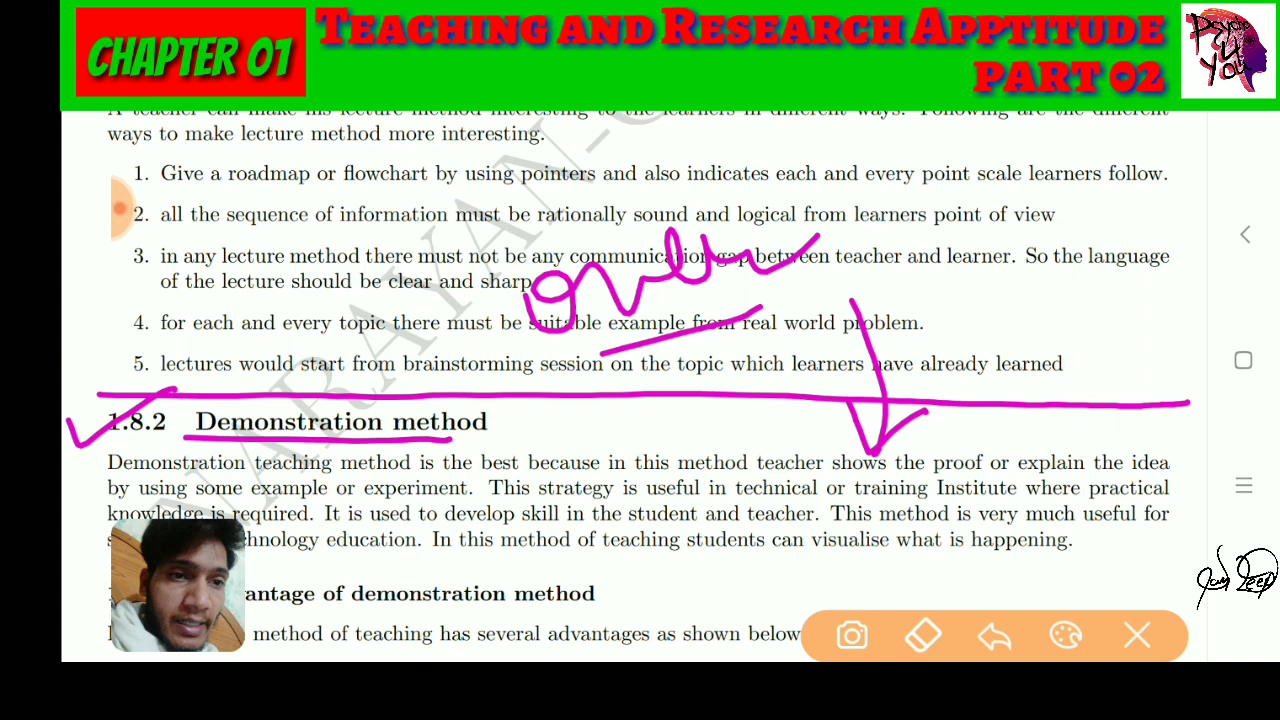 CHAPTER 01
Teaching and Research Apptitude
part 02
Psycho
4
You
ways to make lecture method more interesting.
1. Give a roadmap or flowchart by using pointers and also indicates each and every point scale learners follow.
2. all the sequence of information must be rationally sound and logical from learners point of view
3. in any lecture method there must not be any communication gap between teacher and learner. So the language
of the lecture should be clear and sharp
4. for each and every topic there must be suitable example from real world problem.
5. lectures would start from brainstorming session on the topic which learners have already learned
1.8.2 Demonstration method
Demonstration teaching method is the best because in this method teacher shows the proof or explain the idea
by using some example or experiment. This strategy is useful in technical or training Institute where practical
knowledge is required. It is used to develop skill in the student and teacher. This method is very much useful for
education. In this method of teaching students can visualise what is happening.
of demonstration method
method of teaching has several advantages as shown below
NARAYAN